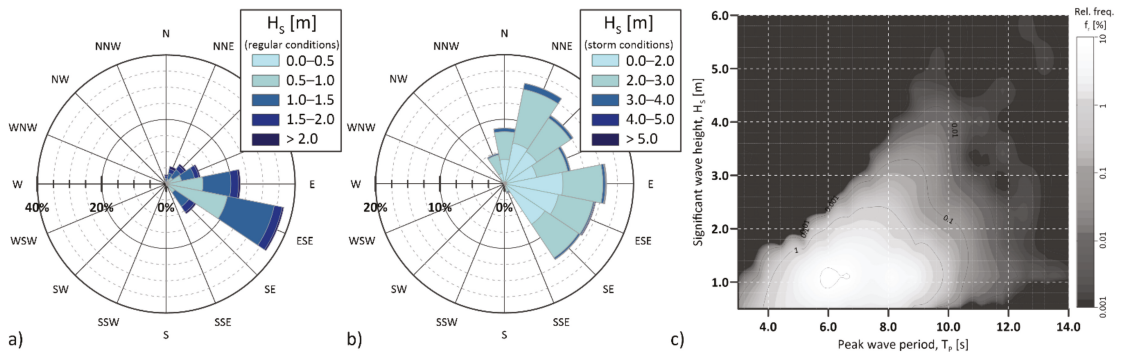 H_S [m]
(regular conditions)
0.0–0.5
0.5–1.0
1.0–1.5
1.5–2.0
> 2.0
N
NNE
NNW
NW
WNW
W
E
40%
20%
0%
WSW
ESE
SW
SE
SSW
SSE
S
a)
H_S [m]
(storm conditions)
0.0–2.0
2.0–3.0
3.0–4.0
4.0–5.0
> 5.0
N
NNE
NNW
NW
WNW
W
E
20%
10%
0%
WSW
ESE
SW
SE
SSW
SSE
S
b)
Significant wave height, H_S [m]
6.0
5.0
4.0
3.0
2.0
1.0
4.0
6.0
8.0
10.0
12.0
14.0
Peak wave period, T_P [s]
0.01
0.1
1
Rel. freq.
f_r [%]
10
1
0.1
0.01
0.001
c)